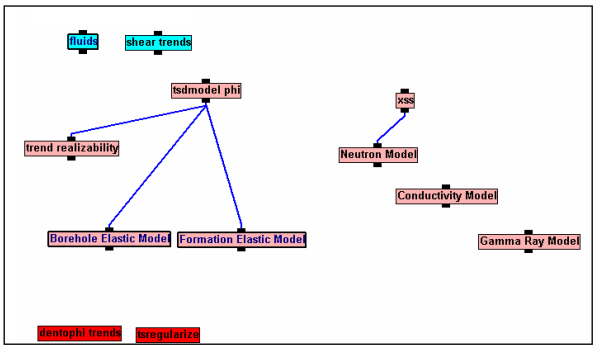 fluids
shear trends
tsdmodel phi
xss
trend realizability
Neutron Model
Conductivity Model
Borehole Elastic Model
Formation Elastic Model
Gamma Ray Model
dentophi trends
tsregularize